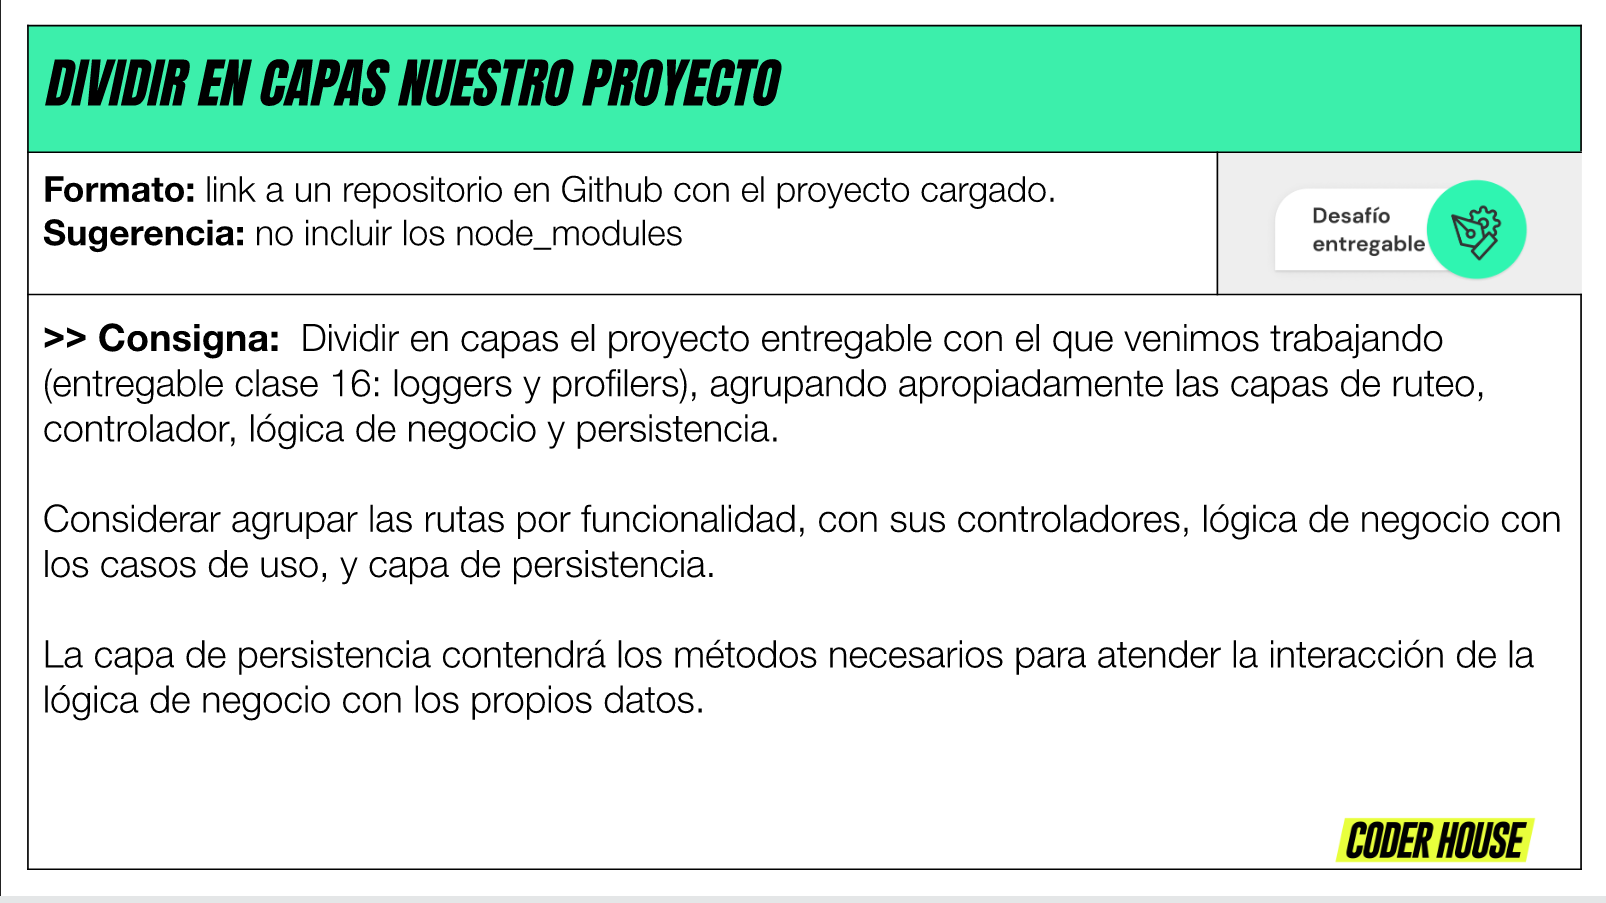 DIVIDIR EN CAPAS NUESTRO PROYECTO
Formato: link a un repositorio en Github con el proyecto cargado.
Sugerencia: no incluir los node_modules
Desafío
entregable
>> Consigna: Dividir en capas el proyecto entregable con el que venimos trabajando
(entregable clase 16: loggers y profilers), agrupando apropiadamente las capas de ruteo,
controlador, lógica de negocio y persistencia.
Considerar agrupar las rutas por funcionalidad, con sus controladores, lógica de negocio con
los casos de uso, y capa de persistencia.
La capa de persistencia contendrá los métodos necesarios para atender la interacción de la
lógica de negocio con los propios datos.
CODER HOUSE